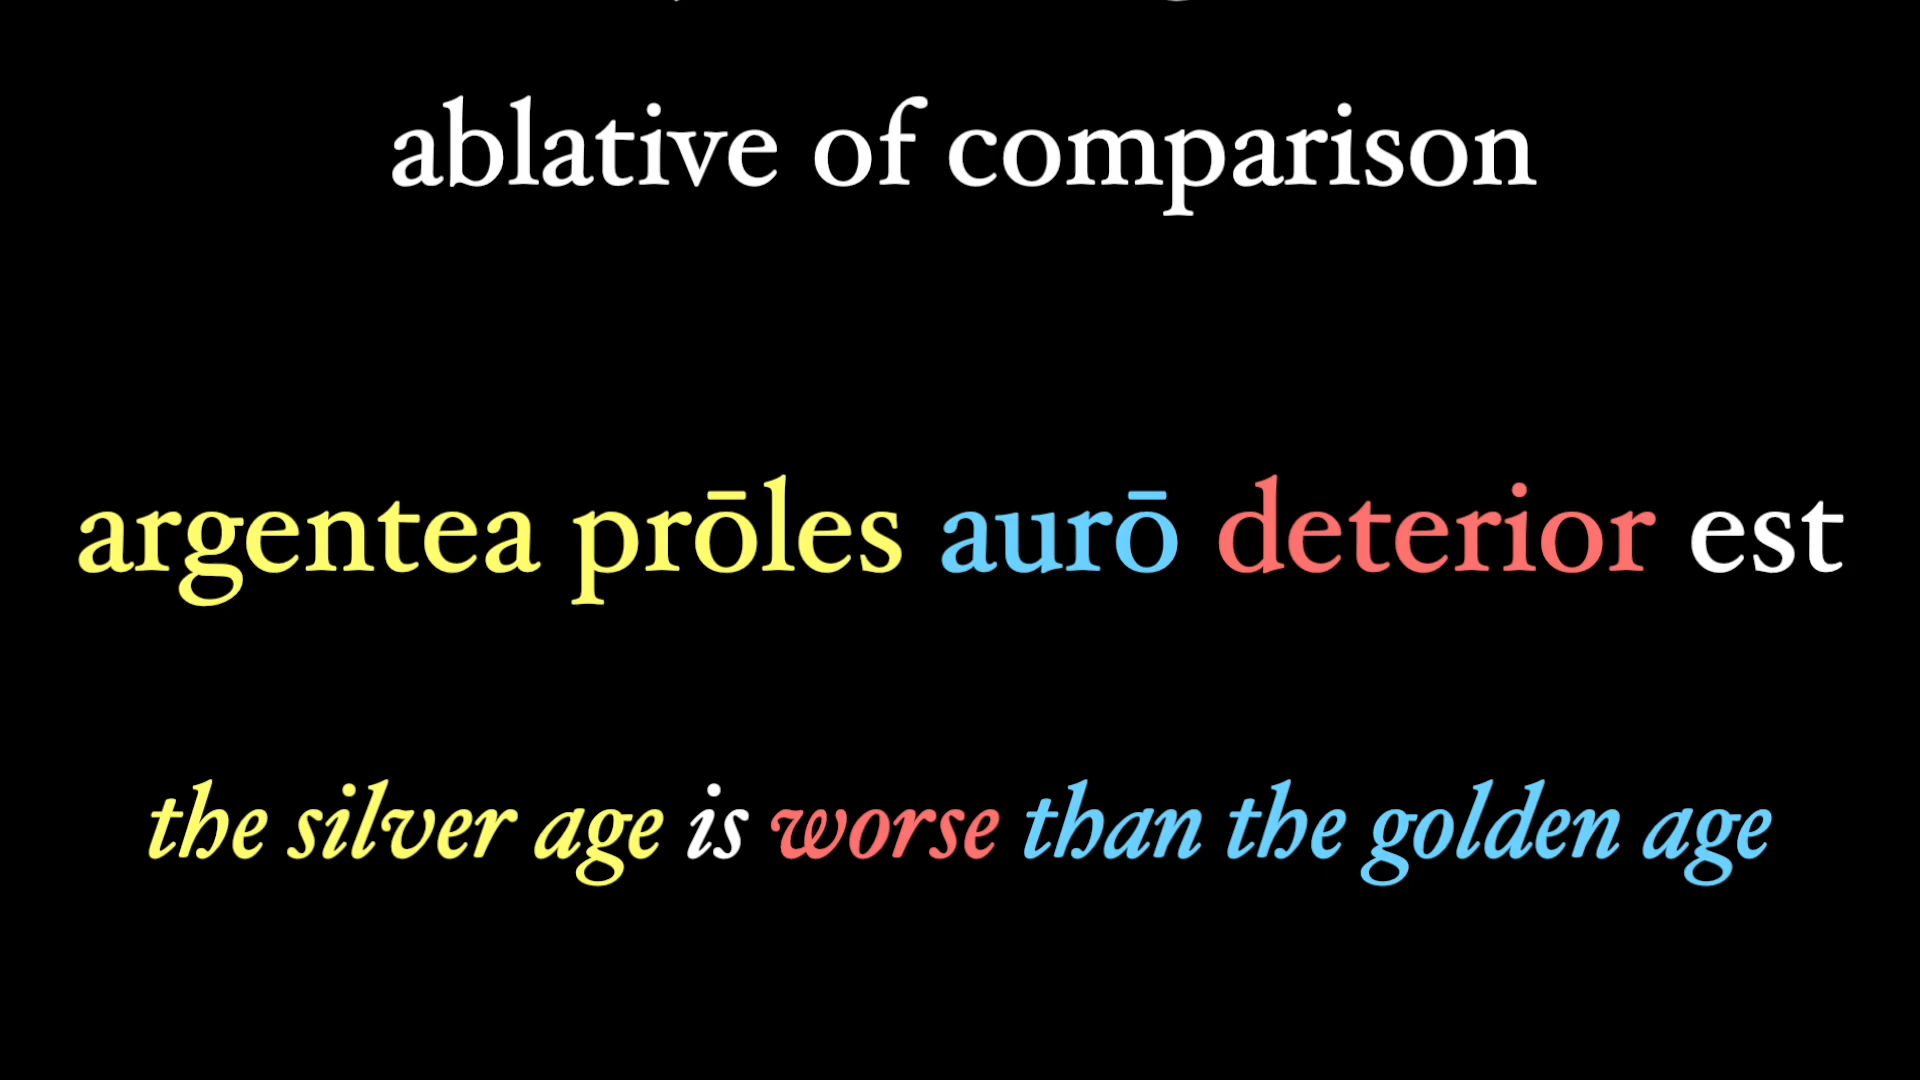 ablative of comparison
argentea prōles aurō deterior est
the silver age is worse than the golden age